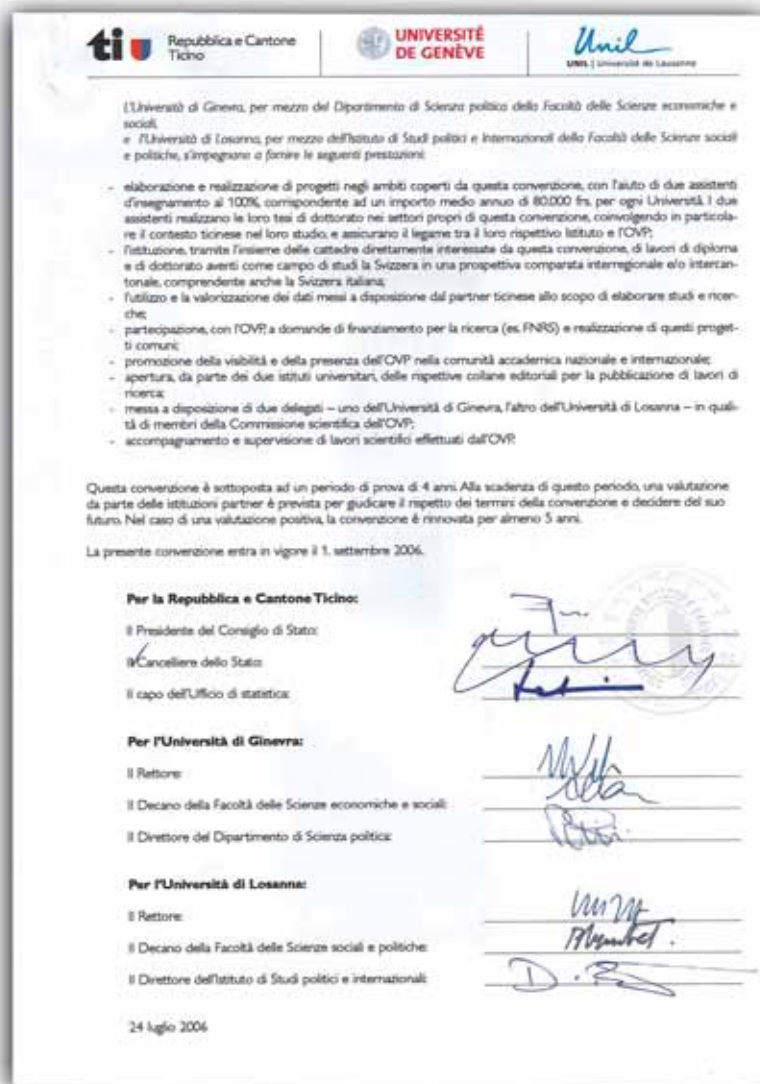 ti Repubblica e Cantone
Ticino
UNIVERSITÉ
DE GENÈVE
Unil
UNIL | Université de Lausanne
L'Università di Ginevra, per mezzo del Dipartimento di Scienza politica della Facoltà delle Scienze economiche e
sociali,
e l'Università di Losanna, per mezzo dell'Istituto di Studi politici e Internazionali della Facoltà delle Scienze sociali
e politiche, s'impegnano a fornire le seguenti prestazioni:
- elaborazione e realizzazione di progetti negli ambiti coperti da questa convenzione, con l'aiuto di due assistenti
d'insegnamento al 100%, corrispondente ad un importo medio annuo di 80.000 frs, per ogni Università. I due
assistenti realizzano le loro tesi di dottorato nei settori propri di questa convenzione, coinvolgendo in particola-
re il contesto ticinese nel loro studio, e assicurano il legame tra il loro rispettivo Istituto e l'OVP;
- l'istituzione, tramite l'insieme delle cattedre direttamente interessate da questa convenzione, di lavori di diploma
e di dottorato aventi come campo di studi la Svizzera in una prospettiva comparata interregionale e/o intercan-
tonale, comprendente anche la Svizzera italiana;
- l'utilizzo e la valorizzazione dei dati messi a disposizione dal partner ticinese allo scopo di elaborare studi e ricer-
che;
- partecipazione, con l'OVP, a domande di finanziamento per la ricerca (es. FNRS) e realizzazione di questi proget-
ti comuni;
- promozione della visibilità e della presenza dell'OVP nella comunità accademica nazionale e internazionale;
- apertura, da parte dei due istituti universitari, delle rispettive collane editoriali per la pubblicazione di lavori di
ricerca;
- messa a disposizione di due delegati – uno dell'Università di Ginevra, l'altro dell'Università di Losanna – in quali-
tà di membri della Commissione scientifica dell'OVP;
- accompagnamento e supervisione di lavori scientifici effettuati dall'OVP.
Questa convenzione è sottoposta ad un periodo di prova di 4 anni. Alla scadenza di questo periodo, una valutazione
da parte delle istituzioni partner è prevista per giudicare il rispetto dei termini della convenzione e decidere del suo
futuro. Nel caso di una valutazione positiva, la convenzione è rinnovata per almeno 5 anni.
La presente convenzione entra in vigore il 1. settembre 2006.
Per la Repubblica e Cantone Ticino:
Il Presidente del Consiglio di Stato:
Il Cancelliere dello Stato:
Il capo dell'Ufficio di statistica:
Per l'Università di Ginevra:
Il Rettore:
Il Decano della Facoltà delle Scienze economiche e sociali:
Il Direttore del Dipartimento di Scienza politica:
Per l'Università di Losanna:
Il Rettore:
Il Decano della Facoltà delle Scienze sociali e politiche:
Il Direttore dell'Istituto di Studi politici e internazionali:
24 luglio 2006